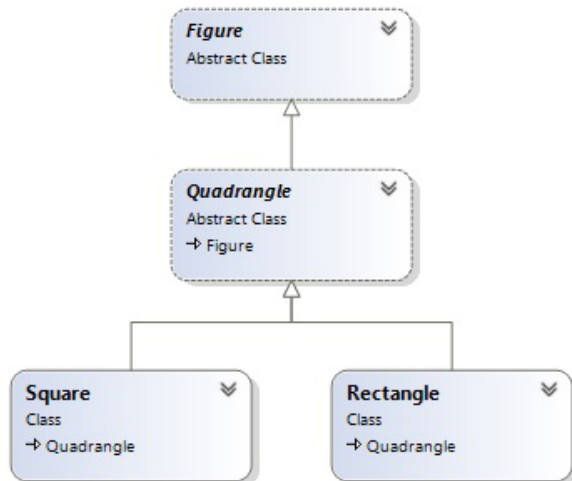 Figure
Abstract Class
Quadrangle
Abstract Class
Figure
Square
Class
Quadrangle
Rectangle
Class
Quadrangle